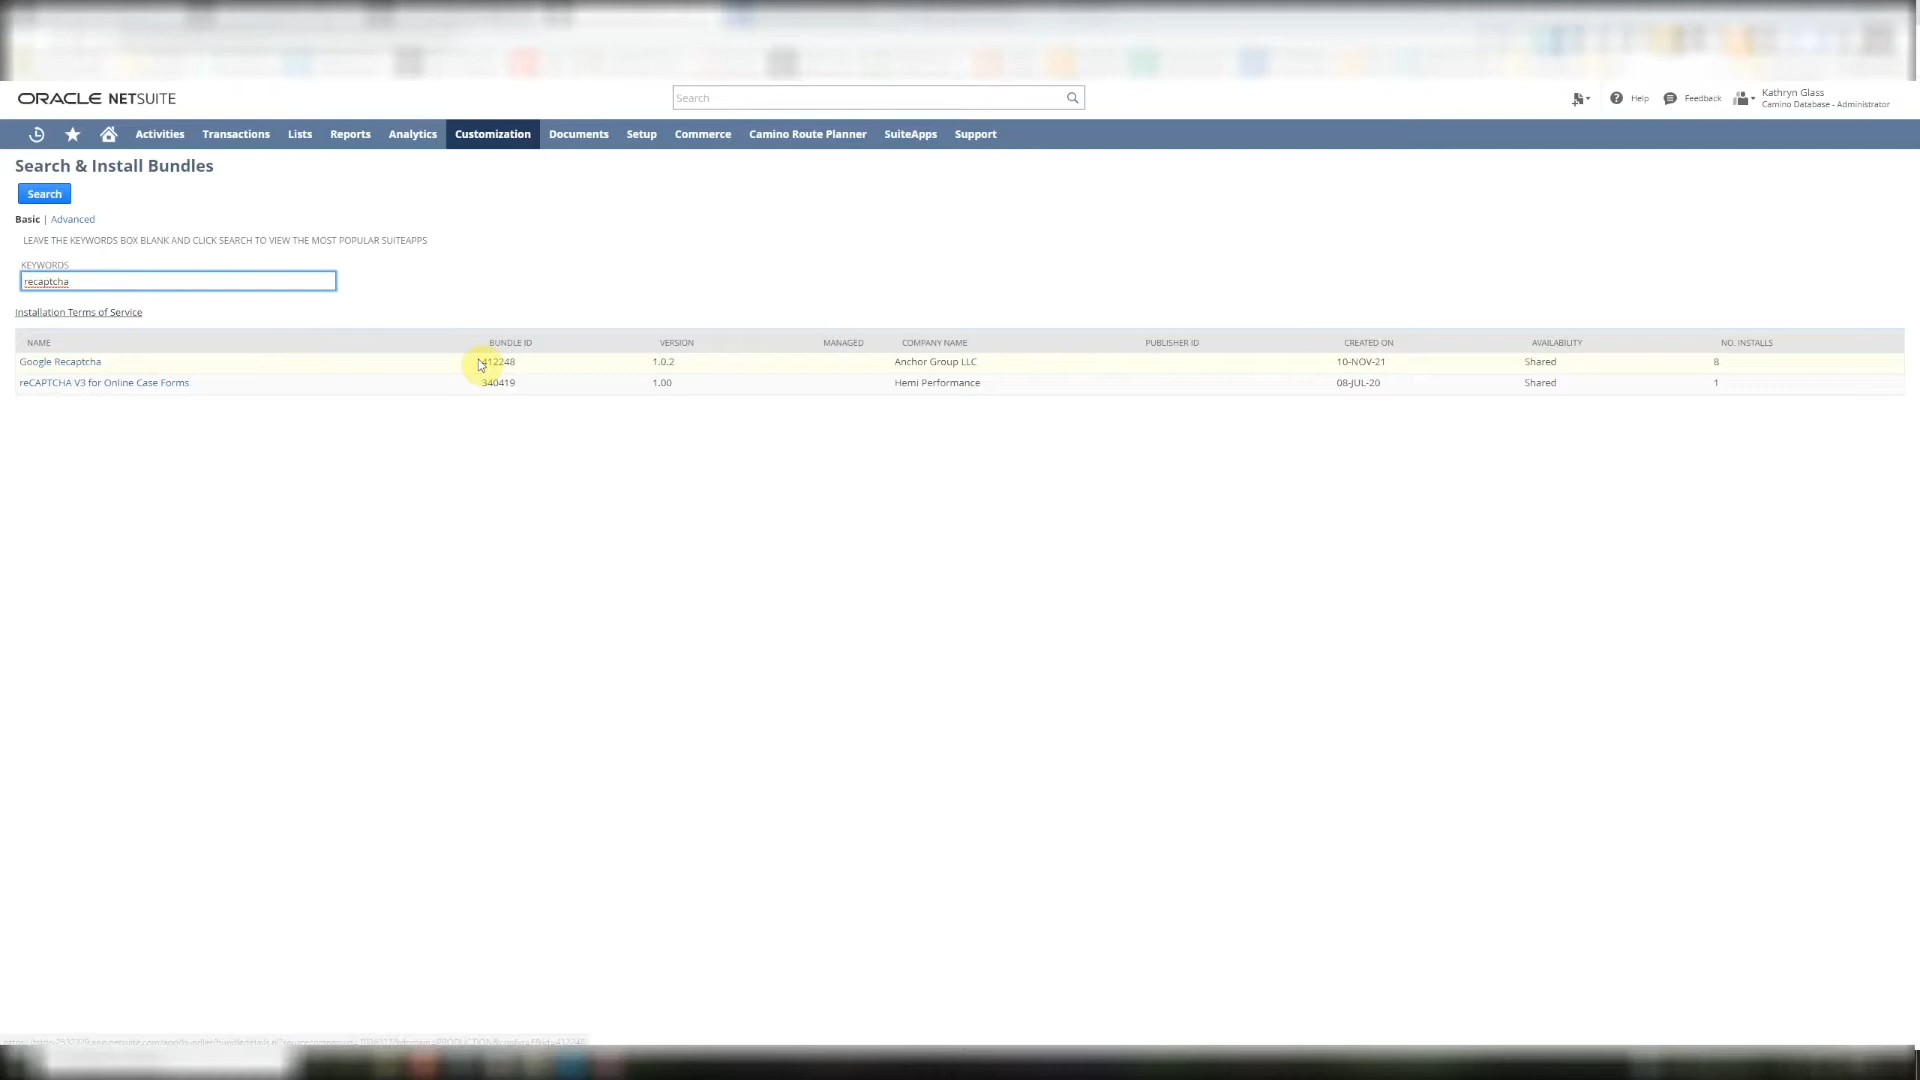 ORACLE NETSUITE
Search
Help
Feedback
Kathryn Glass
Camino Database - Administrator
Activities Transactions Lists Reports Analytics Customization Documents Setup Commerce Camino Route Planner SuiteApps Support
Search & Install Bundles
Search
Basic | Advanced
LEAVE THE KEYWORDS BOX BLANK AND CLICK SEARCH TO VIEW THE MOST POPULAR SUITEAPPS
KEYWORDS
recaptcha
Installation Terms of Service
NAME BUNDLE ID VERSION MANAGED COMPANY NAME PUBLISHER ID CREATED ON AVAILABILITY NO. INSTALLS
Google Recaptcha 412248 1.0.2 Anchor Group LLC 10-NOV-21 Shared 8
reCAPTCHA V3 for Online Case Forms 340419 1.00 Hemi Performance 08-JUL-20 Shared 1